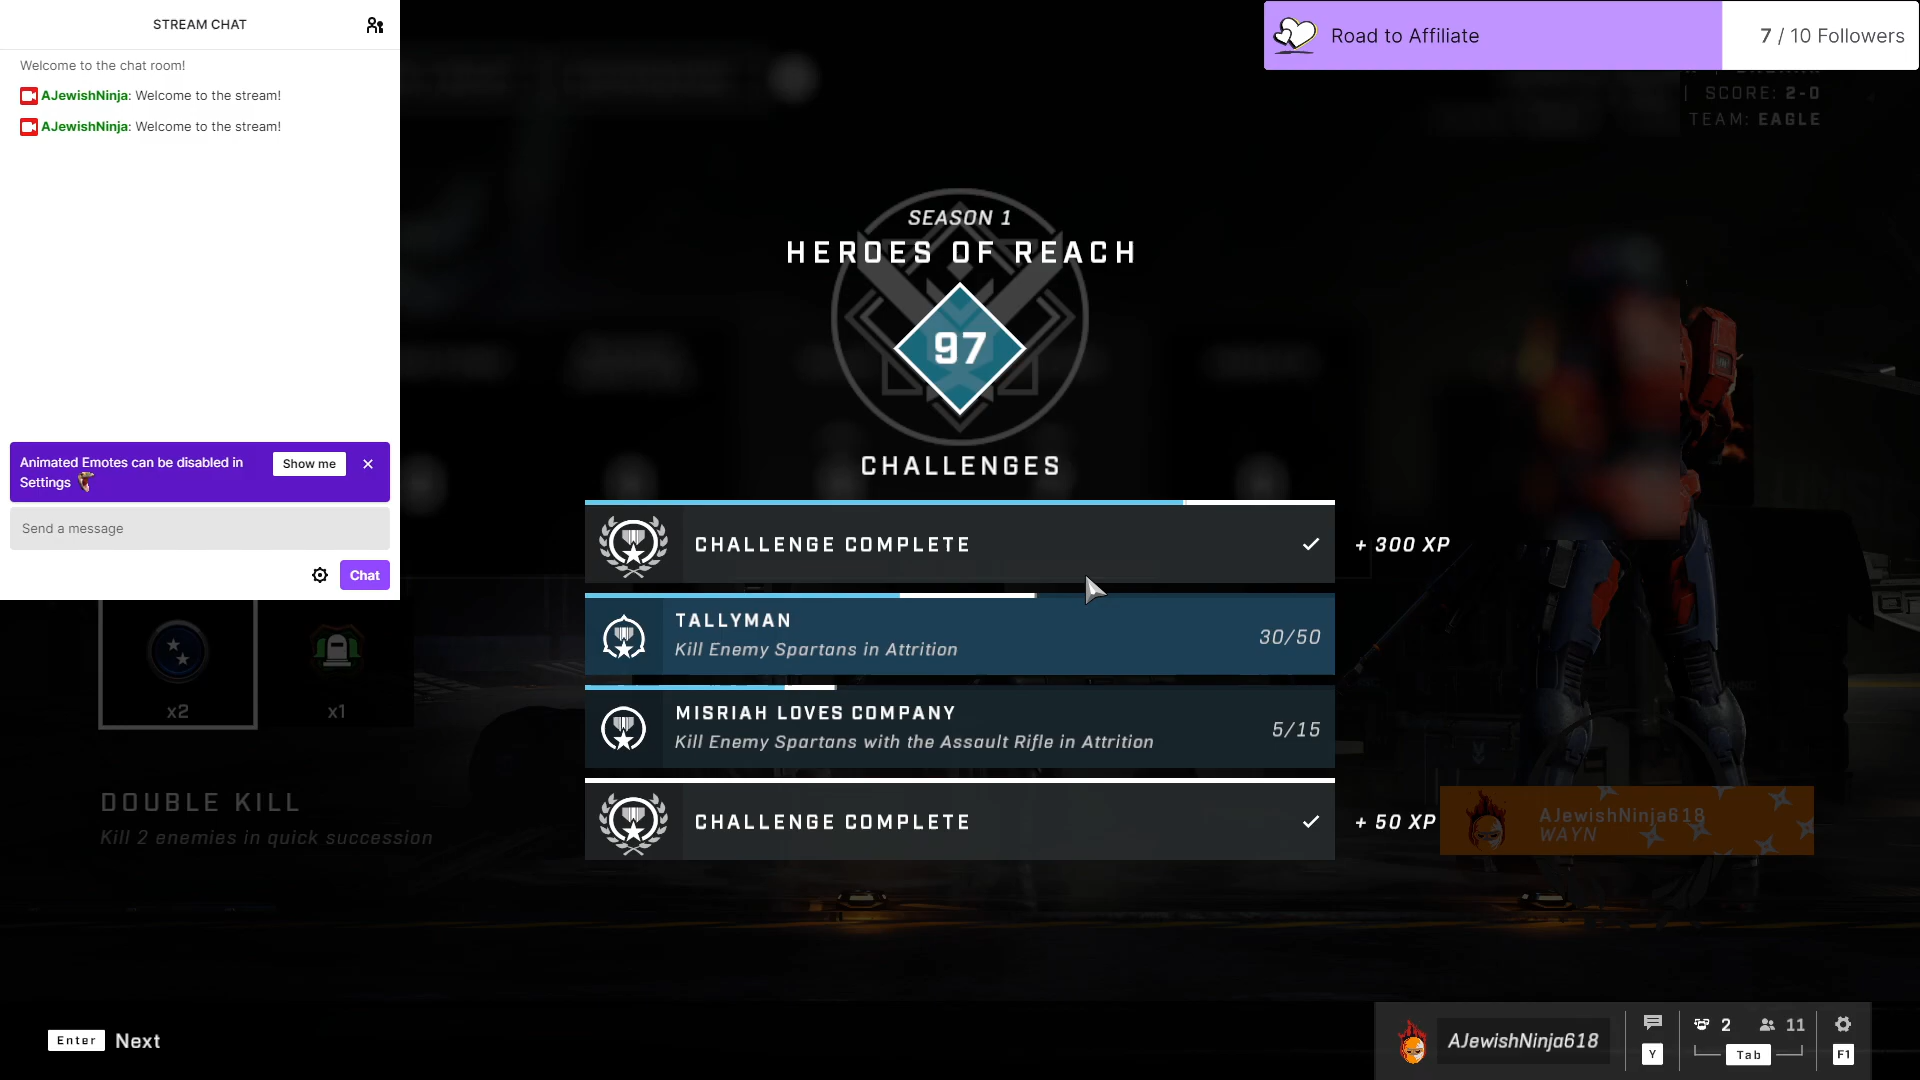 STREAM CHAT
Welcome to the chat room!
AJewishNinja: Welcome to the stream!
AJewishNinja: Welcome to the stream!
Animated Emotes can be disabled in
Settings
Show me
Send a message
Chat
Road to Affiliate
7 / 10 Followers
| SCORE: 2-0
TEAM: EAGLE
SEASON 1
HEROES OF REACH
97
CHALLENGES
CHALLENGE COMPLETE
+ 300 XP
TALLYMAN
Kill Enemy Spartans in Attrition
30/50
MISRIAH LOVES COMPANY
Kill Enemy Spartans with the Assault Rifle in Attrition
5/15
CHALLENGE COMPLETE
+ 50 XP
x2
x1
DOUBLE KILL
Kill 2 enemies in quick succession
AJewishNinja618
WAYN
Enter Next
AJewishNinja618
Y
2
11
Tab
F1